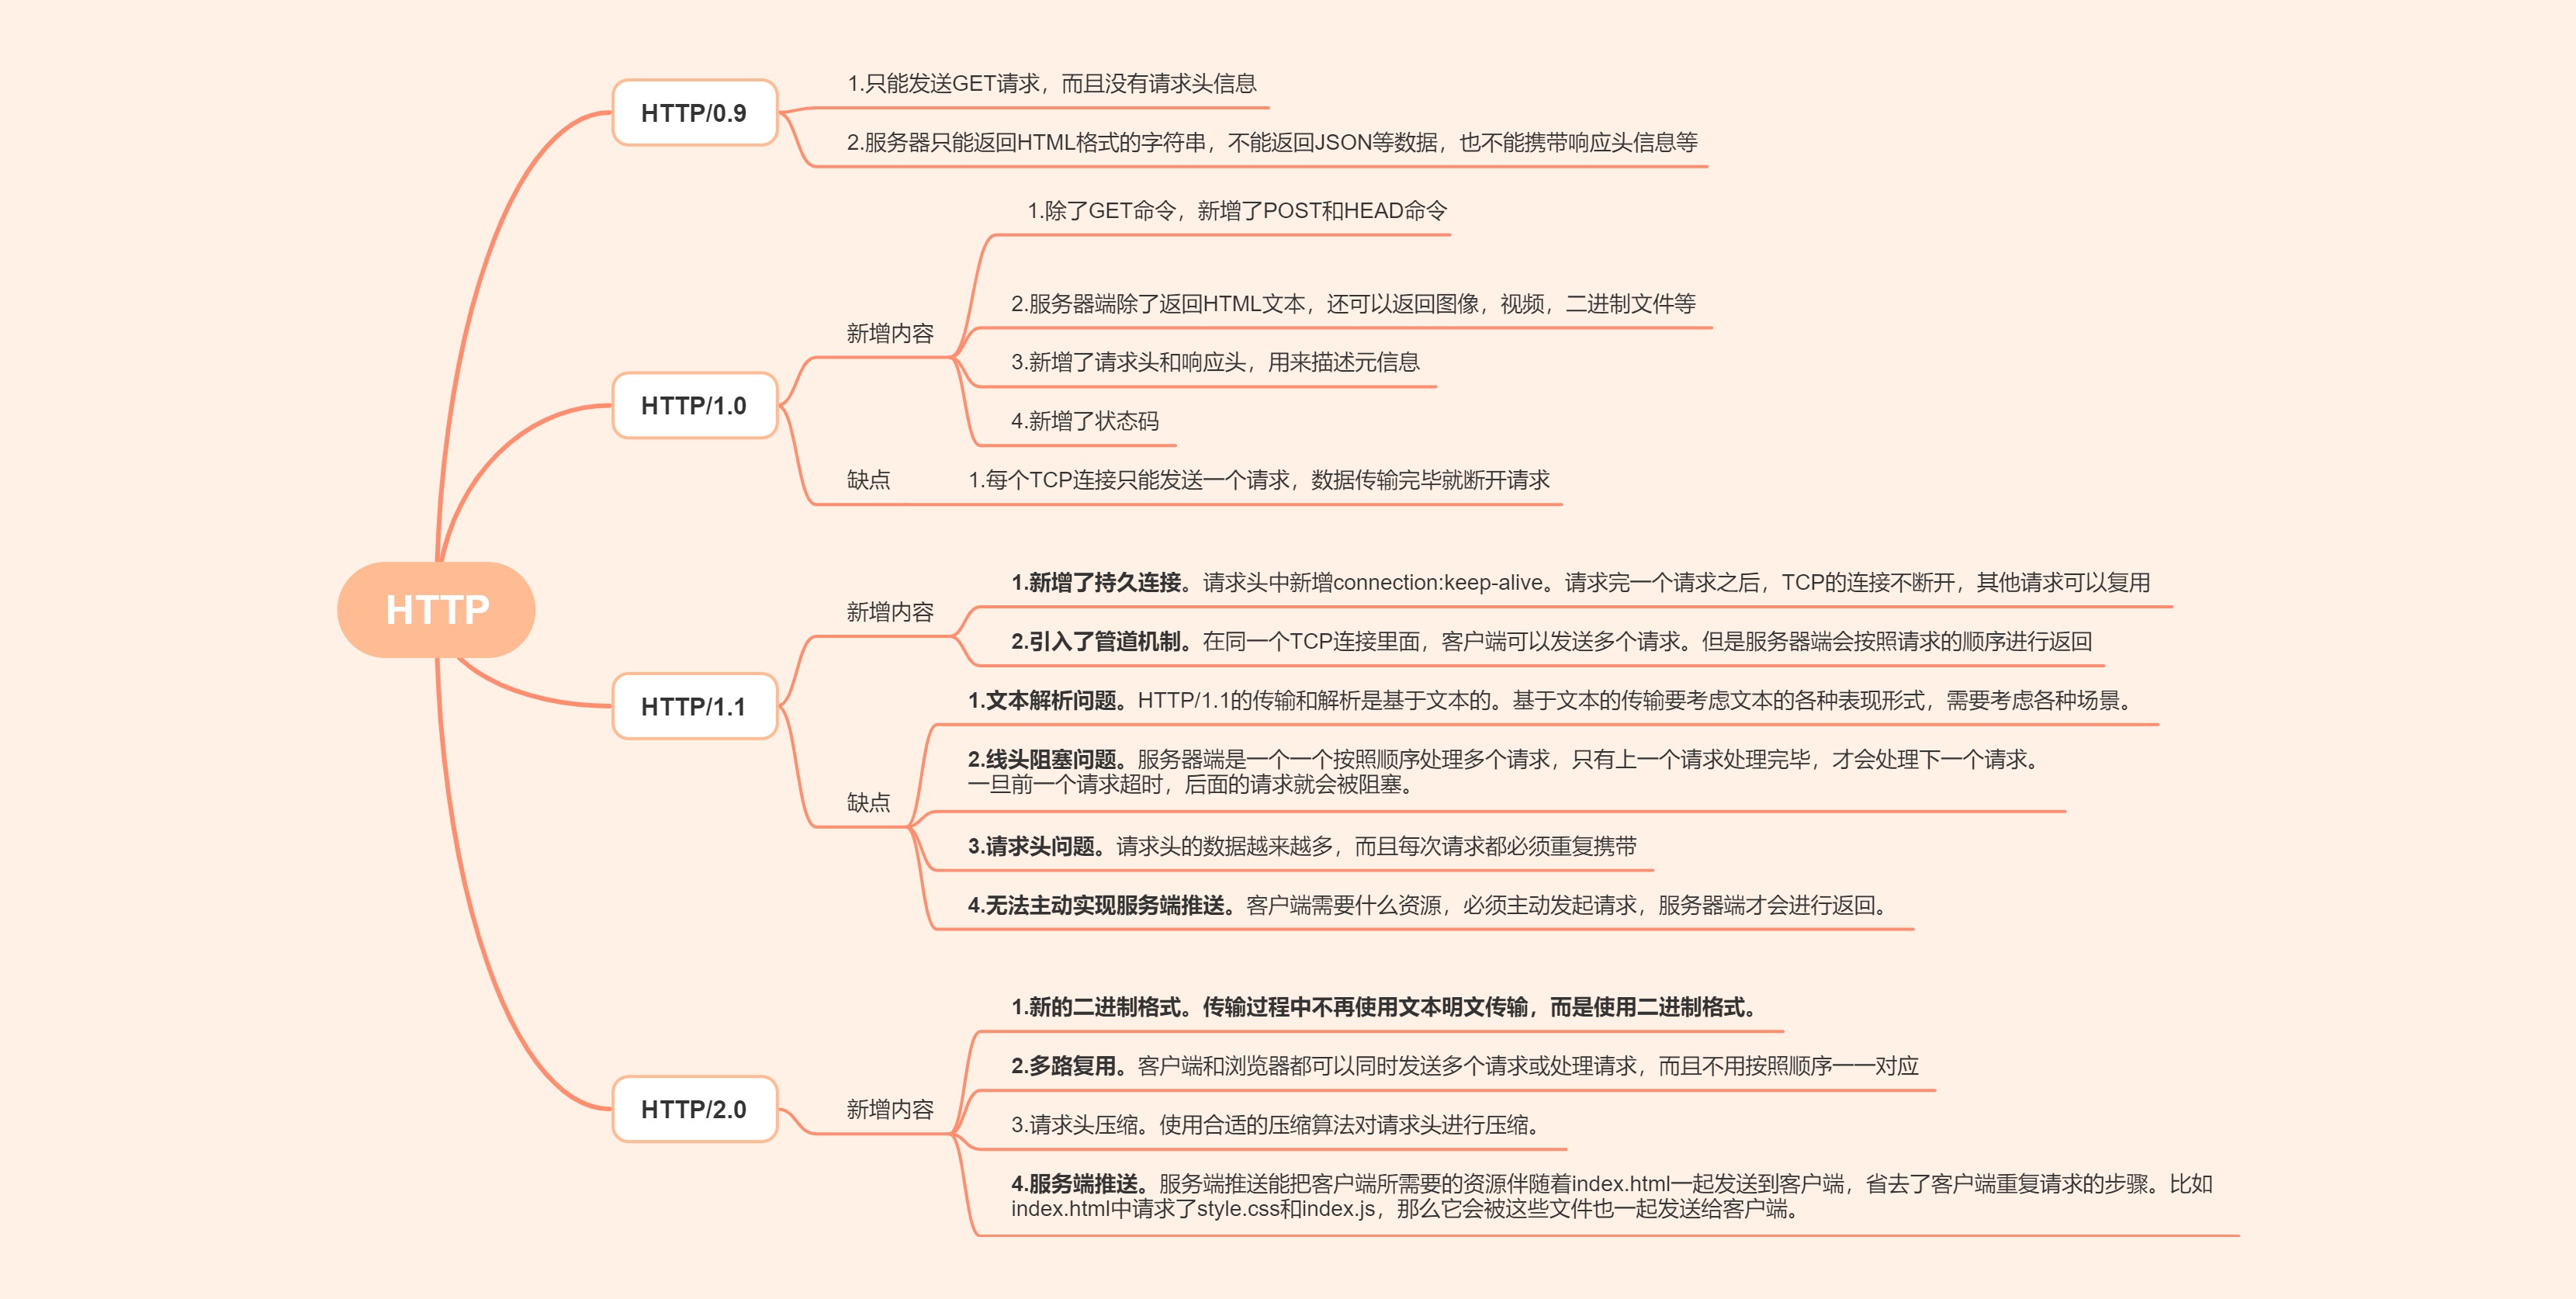 HTTP
HTTP/0.9
1.只能发送GET请求，而且没有请求头信息
2.服务器只能返回HTML格式的字符串，不能返回JSON等数据，也不能携带响应头信息等
HTTP/1.0
新增内容
1.除了GET命令，新增了POST和HEAD命令
2.服务器端除了返回HTML文本，还可以返回图像，视频，二进制文件等
3.新增了请求头和响应头，用来描述元信息
4.新增了状态码
缺点
1.每个TCP连接只能发送一个请求，数据传输完毕就断开请求
HTTP/1.1
新增内容
1.新增了持久连接。请求头中新增connection:keep-alive。请求完一个请求之后，TCP的连接不断开，其他请求可以复用
2.引入了管道机制。在同一个TCP连接里面，客户端可以发送多个请求。但是服务器端会按照请求的顺序进行返回
缺点
1.文本解析问题。HTTP/1.1的传输和解析是基于文本的。基于文本的传输要考虑文本的各种表现形式，需要考虑各种场景。
2.线头阻塞问题。服务器端是一个一个按照顺序处理多个请求，只有上一个请求处理完毕，才会处理下一个请求。
一旦前一个请求超时，后面的请求就会被阻塞。
3.请求头问题。请求头的数据越来越多，而且每次请求都必须重复携带
4.无法主动实现服务端推送。客户端需要什么资源，必须主动发起请求，服务器端才会进行返回。
HTTP/2.0
新增内容
1.新的二进制格式。传输过程中不再使用文本明文传输，而是使用二进制格式。
2.多路复用。客户端和浏览器都可以同时发送多个请求或处理请求，而且不用按照顺序一一对应
3.请求头压缩。使用合适的压缩算法对请求头进行压缩。
4.服务端推送。服务端推送能把客户端所需要的资源伴随着index.html一起发送到客户端，省去了客户端重复请求的步骤。比如
index.html中请求了style.css和index.js，那么它会被这些文件也一起发送给客户端。